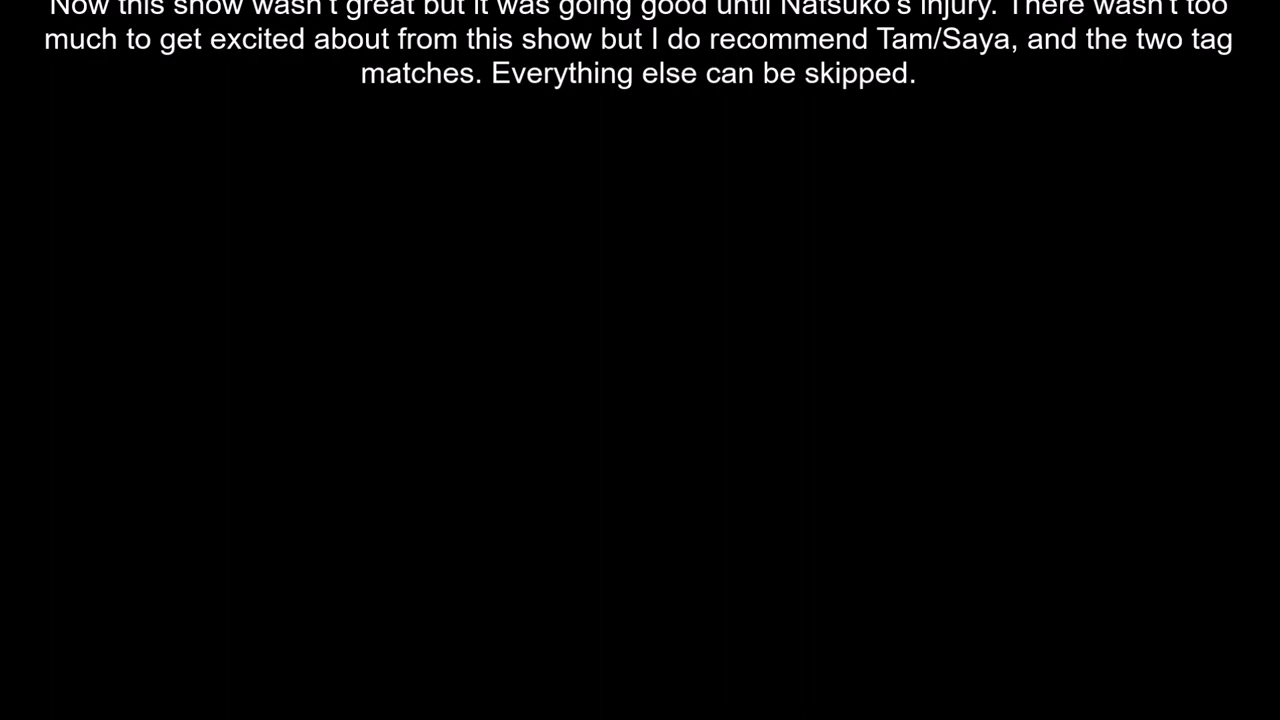 Now this show wasn't great but it was going good until Natsuko's injury. There wasn't too
much to get excited about from this show but I do recommend Tam/Saya, and the two tag
matches. Everything else can be skipped.